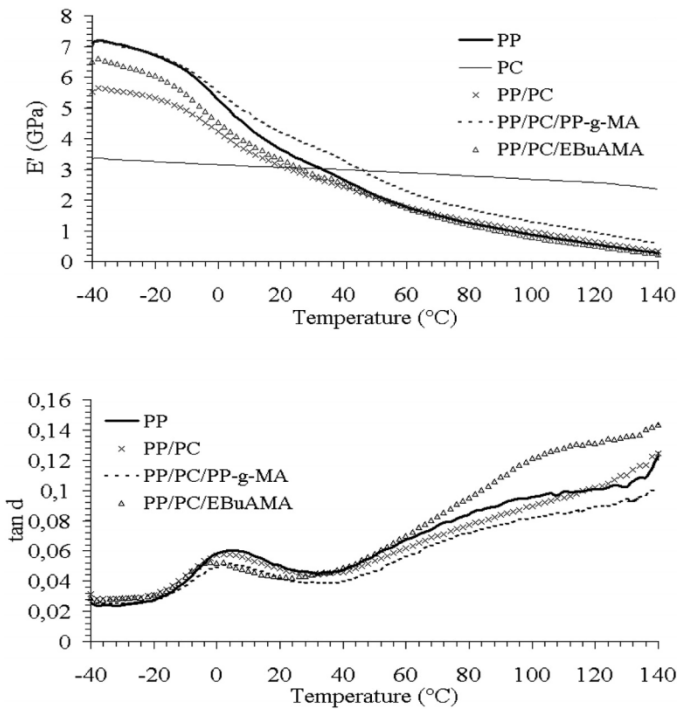 8
7
6
5
4
3
2
1
0
E' (GPa)
PP
PC
PP/PC
PP/PC/PP-g-MA
PP/PC/EBuAMA
-40 -20 0 20 40 60 80 100 120 140
Temperature (°C)
0,16
0,14
0,12
0,1
0,08
0,06
0,04
0,02
0
tan d
PP
PP/PC
PP/PC/PP-g-MA
PP/PC/EBuAMA
-40 -20 0 20 40 60 80 100 120 140
Temperature (°C)